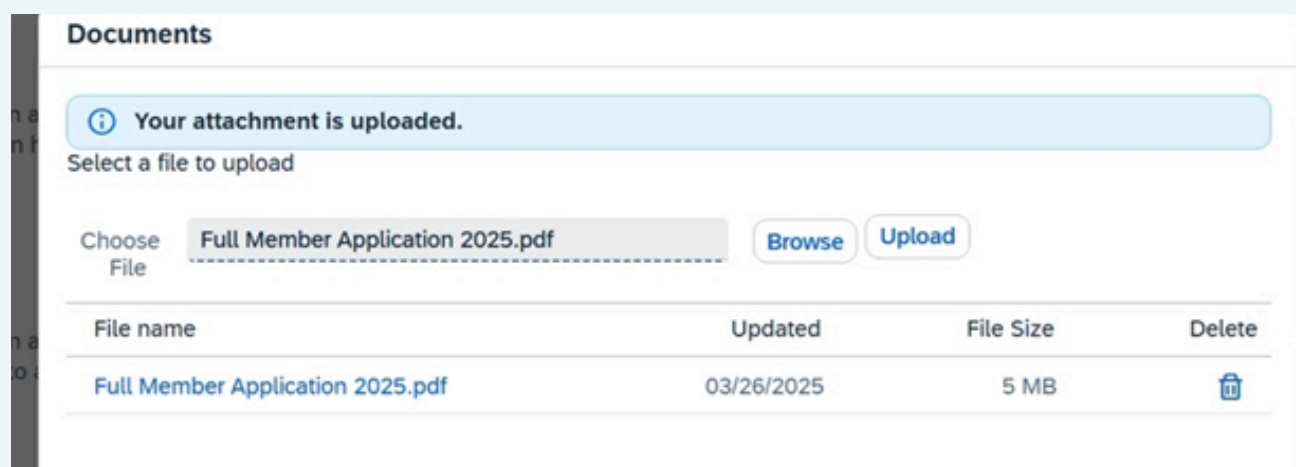 Documents
Your attachment is uploaded.
Select a file to upload
Choose File
Full Member Application 2025.pdf
Browse
Upload
File name Updated File Size Delete
Full Member Application 2025.pdf 03/26/2025 5 MB